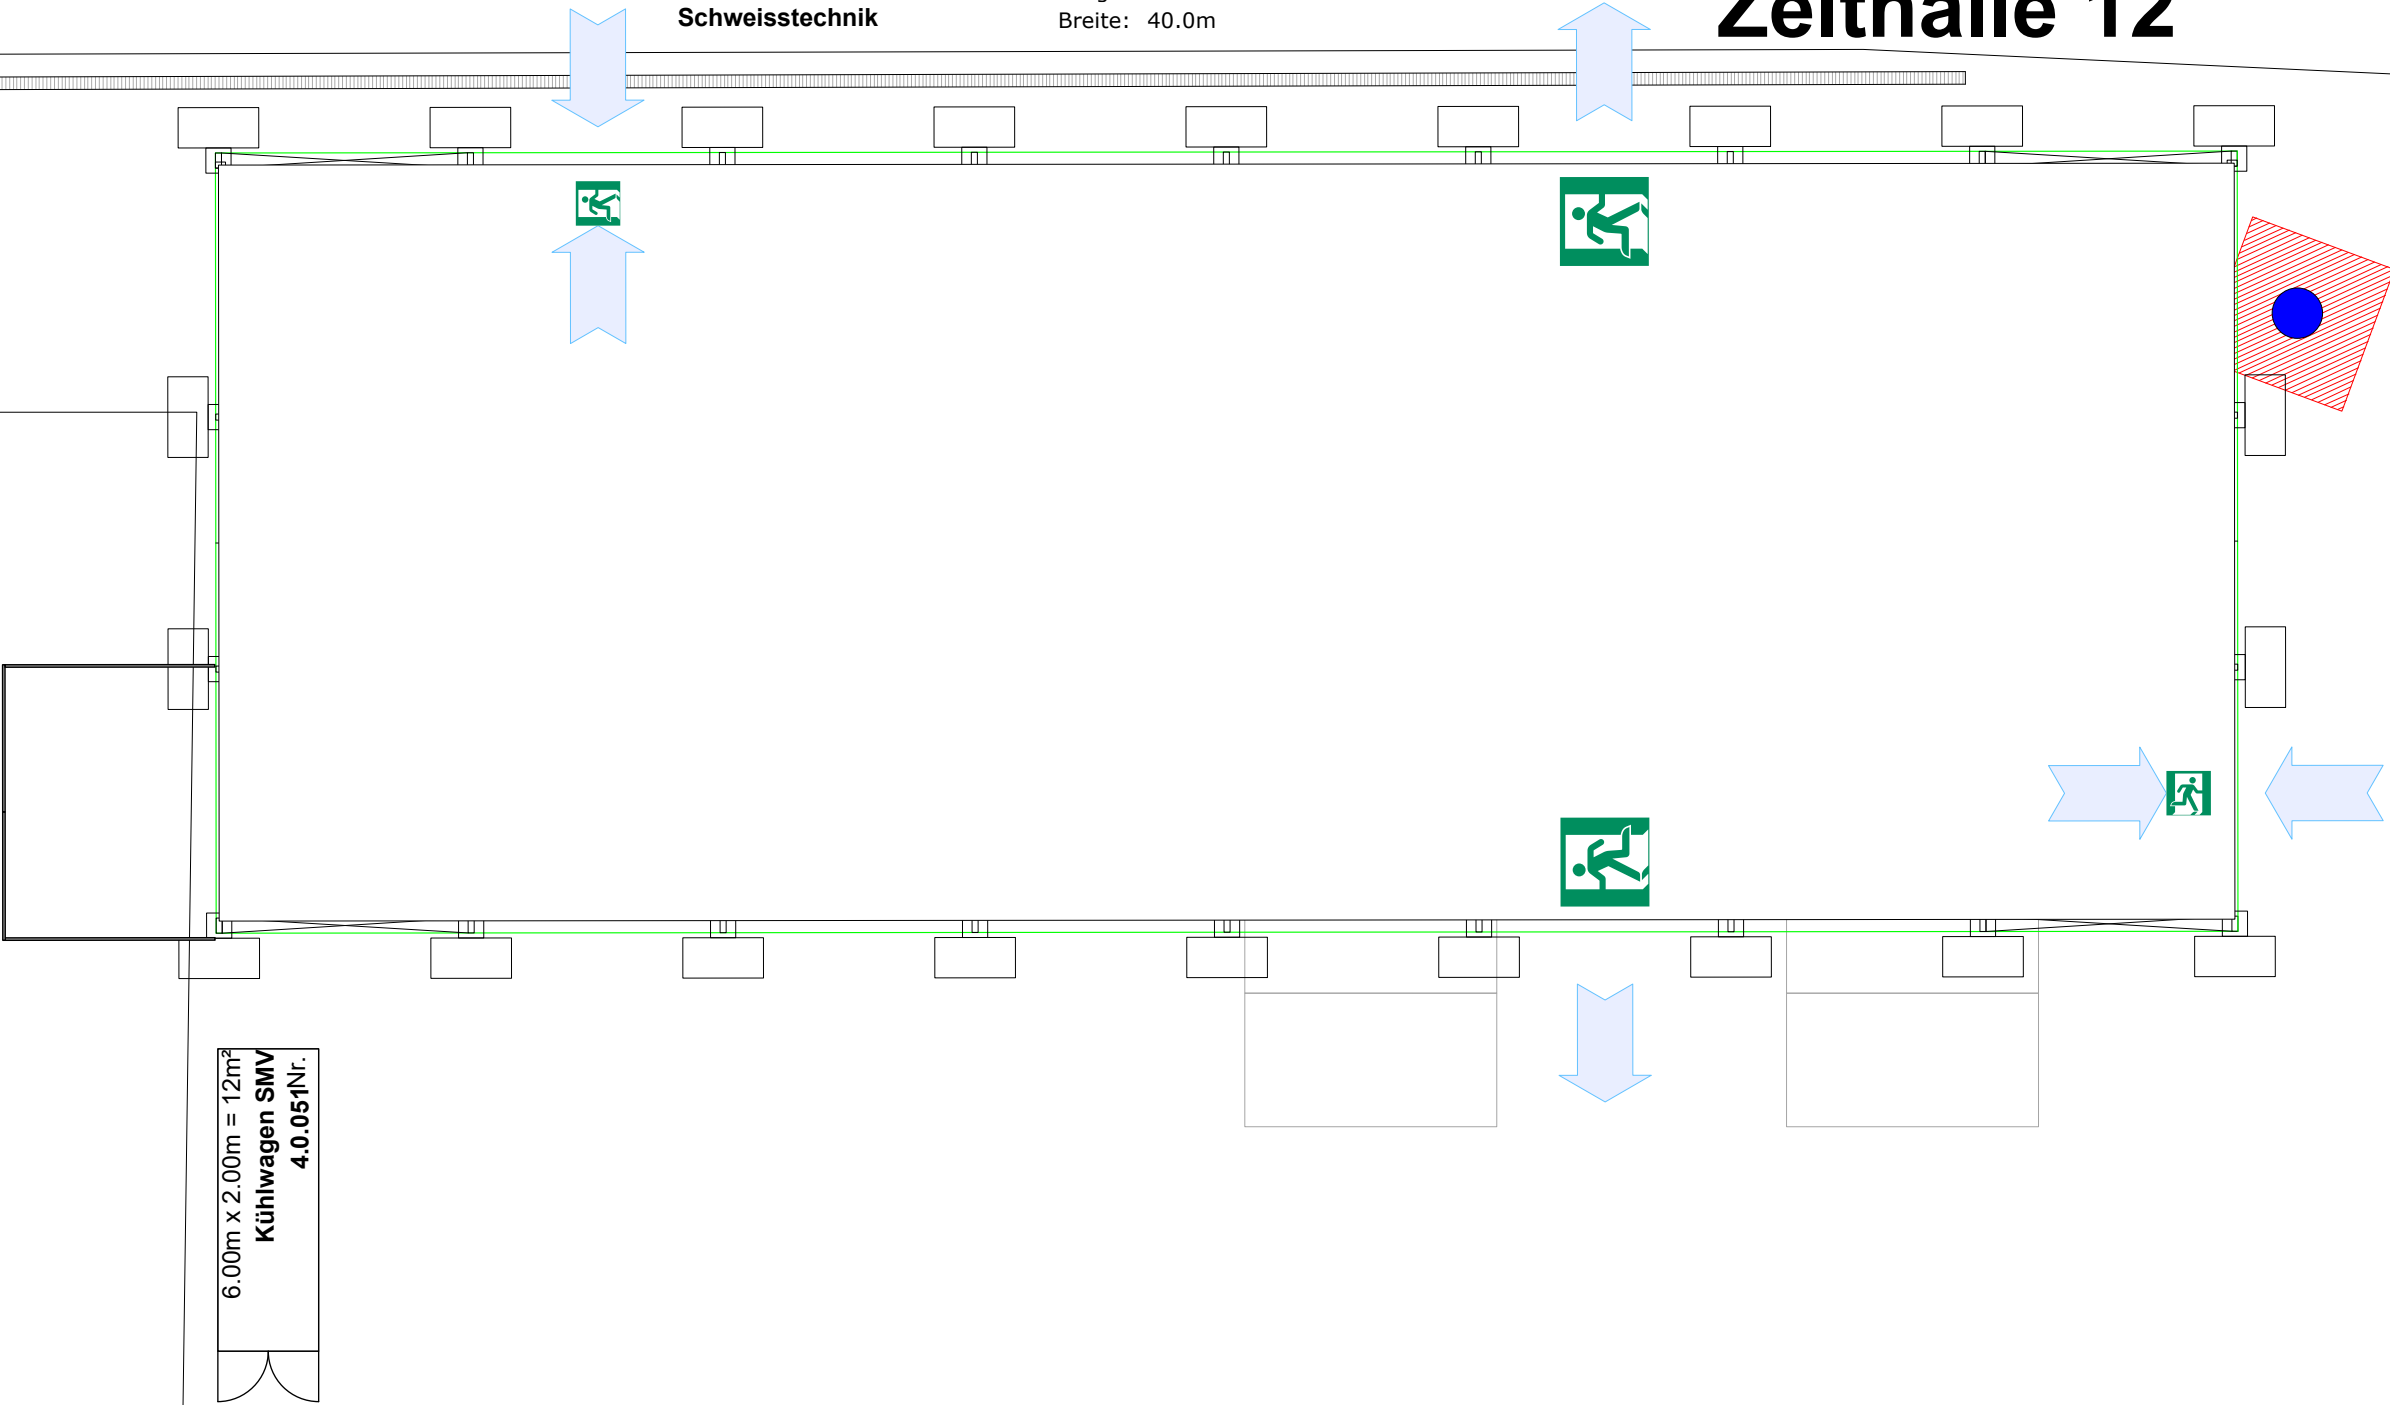 Schweisstechnik
Breite: 40.0m
Zelthalle 12
6.00m x 2.00m = 12m²
Kühlwagen SMV
4.0.051Nr.